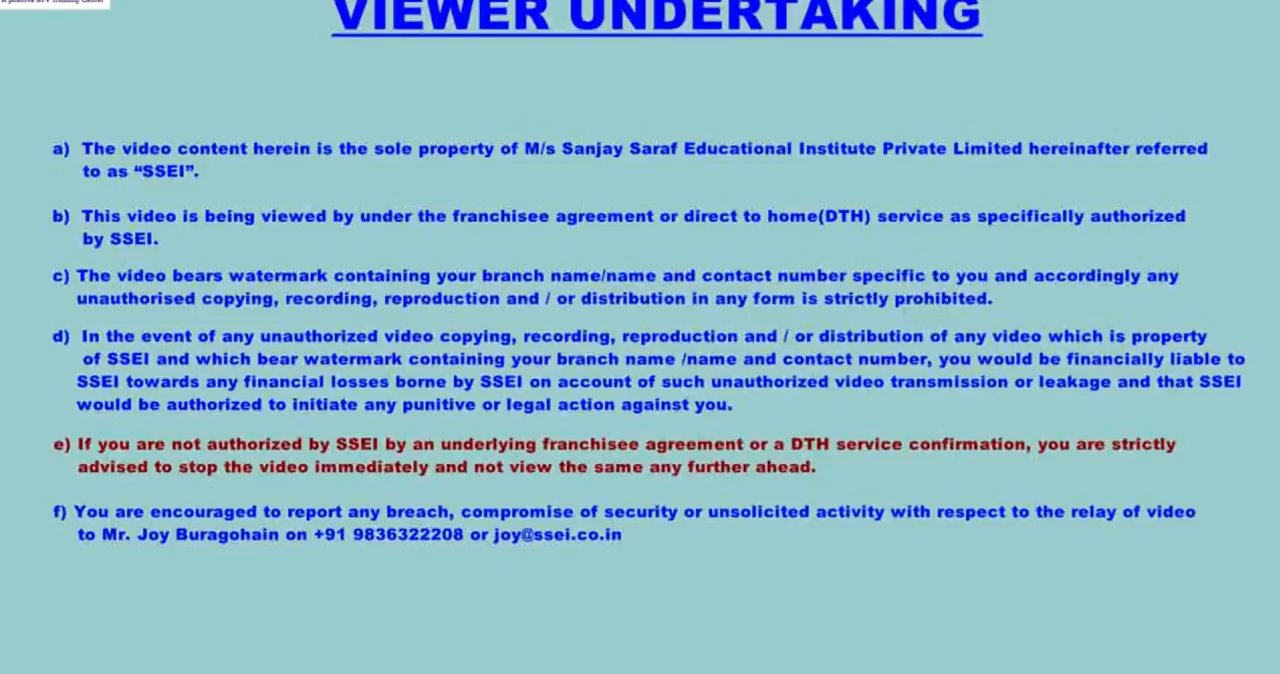 VIEWER UNDERTAKING
a) The video content herein is the sole property of M/s Sanjay Saraf Educational Institute Private Limited hereinafter referred
to as “SSEI”.
b) This video is being viewed by under the franchisee agreement or direct to home(DTH) service as specifically authorized
by SSEI.
c) The video bears watermark containing your branch name/name and contact number specific to you and accordingly any
unauthorised copying, recording, reproduction and / or distribution in any form is strictly prohibited.
d) In the event of any unauthorized video copying, recording, reproduction and / or distribution of any video which is property
of SSEI and which bear watermark containing your branch name /name and contact number, you would be financially liable to
SSEI towards any financial losses borne by SSEI on account of such unauthorized video transmission or leakage and that SSEI
would be authorized to initiate any punitive or legal action against you.
e) If you are not authorized by SSEI by an underlying franchisee agreement or a DTH service confirmation, you are strictly
advised to stop the video immediately and not view the same any further ahead.
f) You are encouraged to report any breach, compromise of security or unsolicited activity with respect to the relay of video
to Mr. Joy Buragohain on +91 9836322208 or joy@ssei.co.in